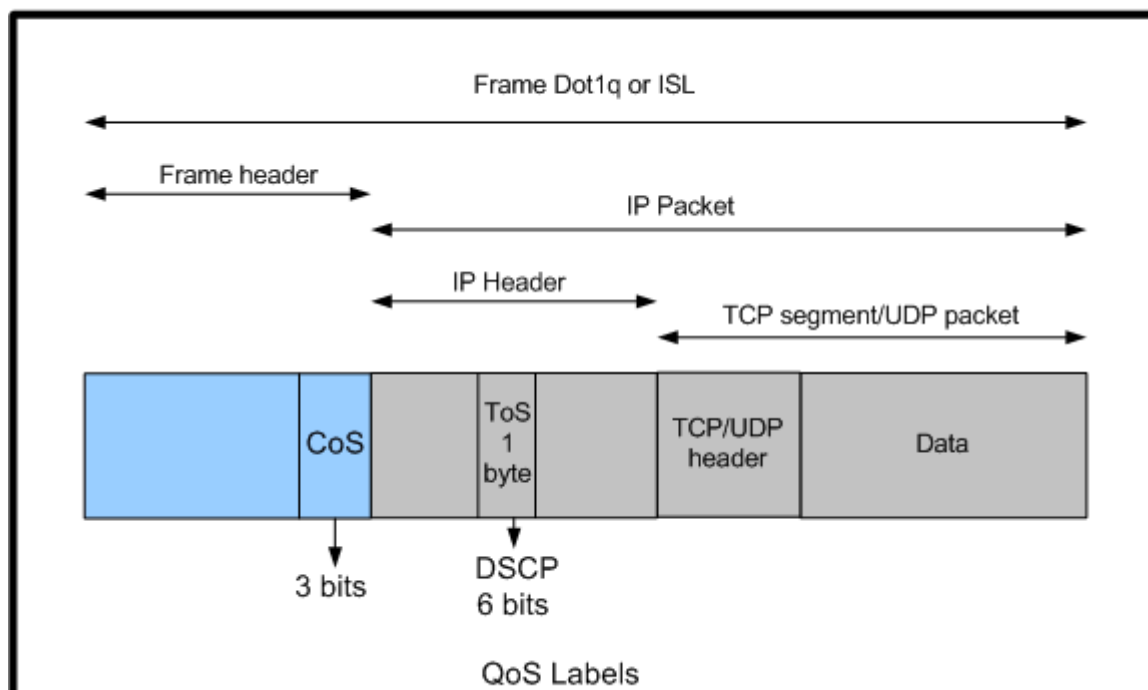 Frame Dot1q or ISL
Frame header
IP Packet
IP Header
TCP segment/UDP packet
CoS
ToS
1
byte
TCP/UDP
header
Data
3 bits
DSCP
6 bits
QoS Labels